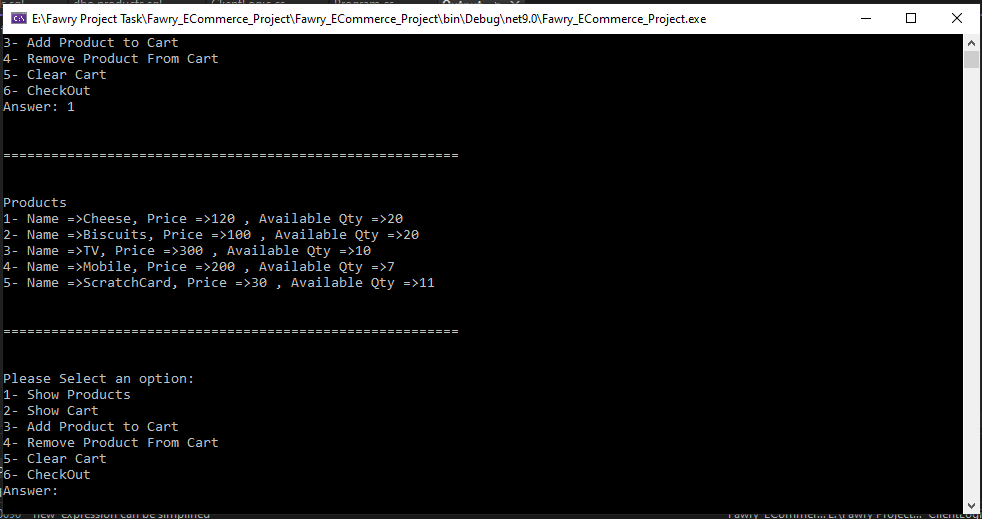 E:\Fawry Project Task\Fawry_ECommerce_Project\Fawry_ECommerce_Project\bin\Debug\net9.0\Fawry_ECommerce_Project.exe
3- Add Product to Cart
4- Remove Product From Cart
5- Clear Cart
6- CheckOut
Answer: 1
=========================================================
Products
1- Name =>Cheese, Price =>120 , Available Qty =>20
2- Name =>Biscuits, Price =>100 , Available Qty =>20
3- Name =>TV, Price =>300 , Available Qty =>10
4- Name =>Mobile, Price =>200 , Available Qty =>7
5- Name =>ScratchCard, Price =>30 , Available Qty =>11
=========================================================
Please Select an option:
1- Show Products
2- Show Cart
3- Add Product to Cart
4- Remove Product From Cart
5- Clear Cart
6- CheckOut
Answer: